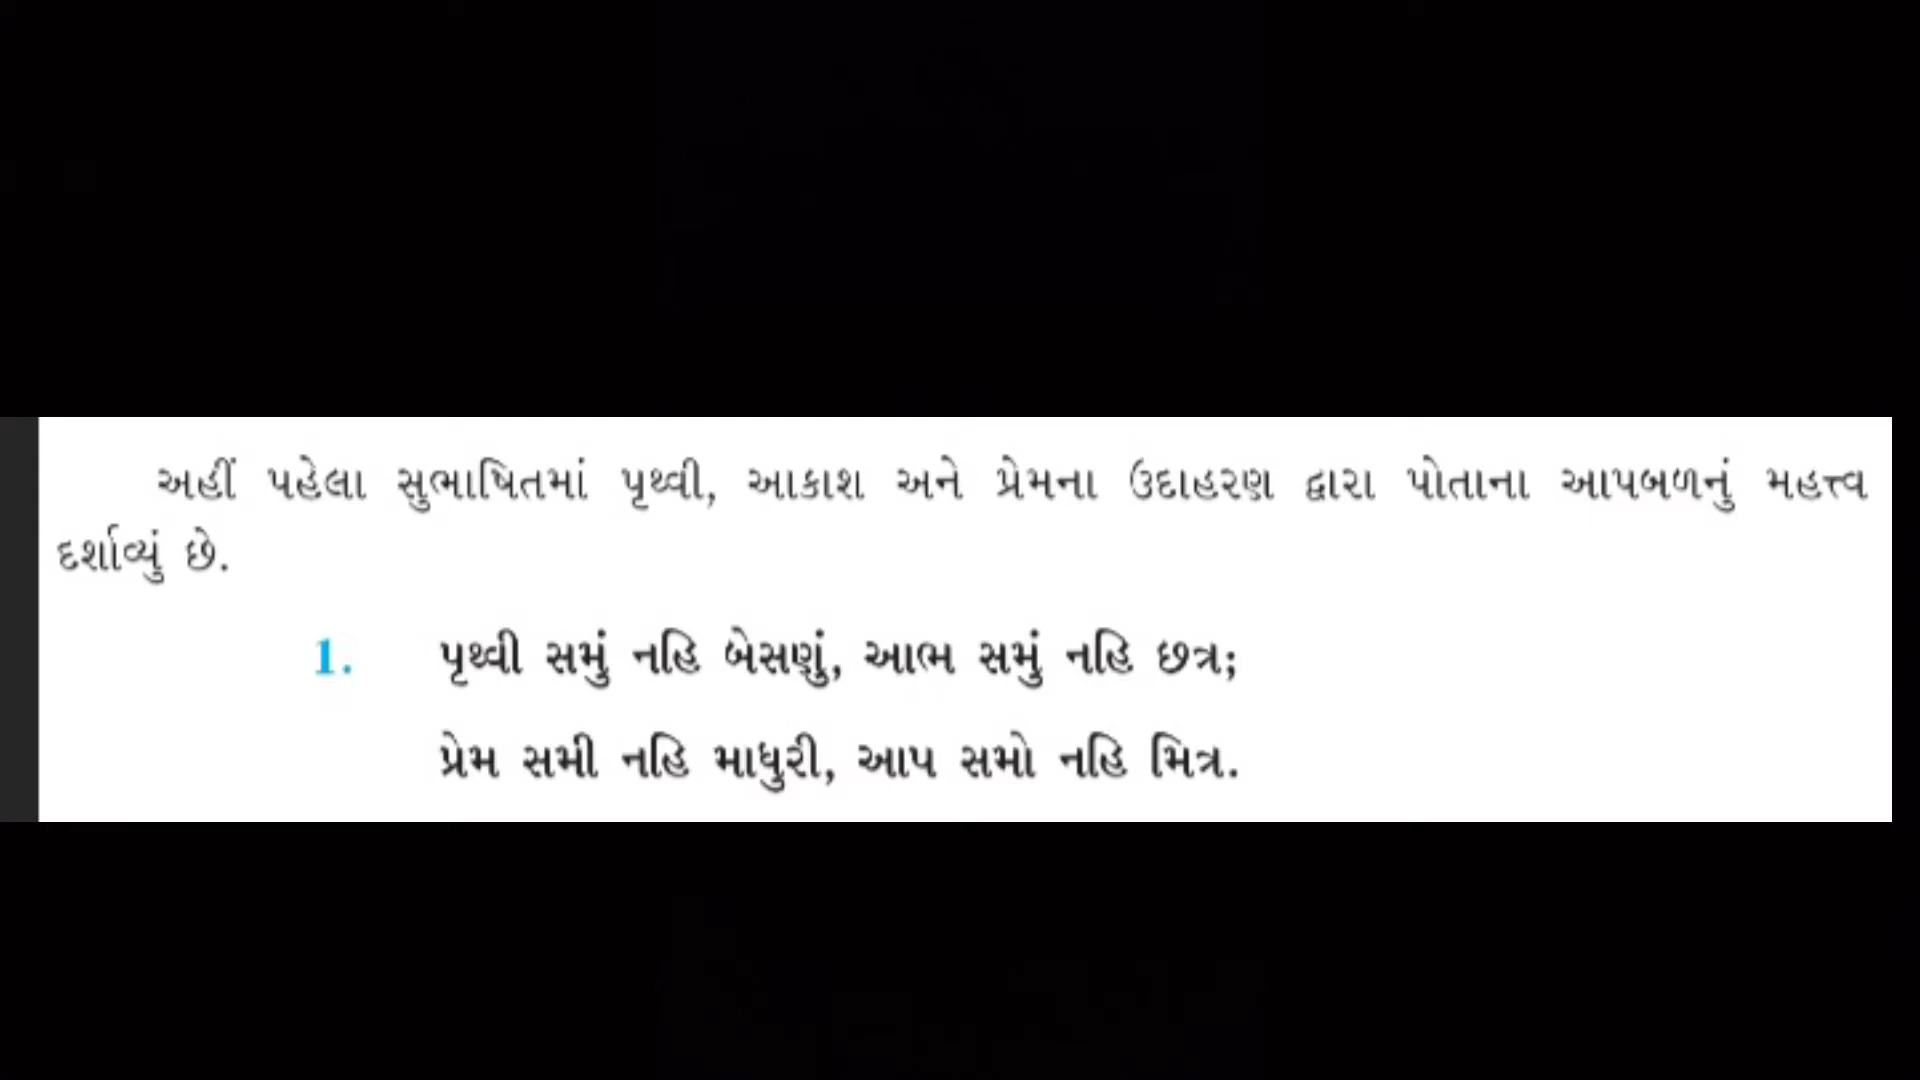 અહીં પહેલા સુભાષિતમાં પૃથ્વી, આકાશ અને પ્રેમના ઉદાહરણ દ્વારા પોતાના આપબળનું મહત્ત્વ
દર્શાવ્યું છે.
1. પૃથ્વી સમું નહિ બેસણું, આભ સમું નહિ છત્ર;
પ્રેમ સમી નહિ માધુરી, આપ સમો નહિ મિત્ર.